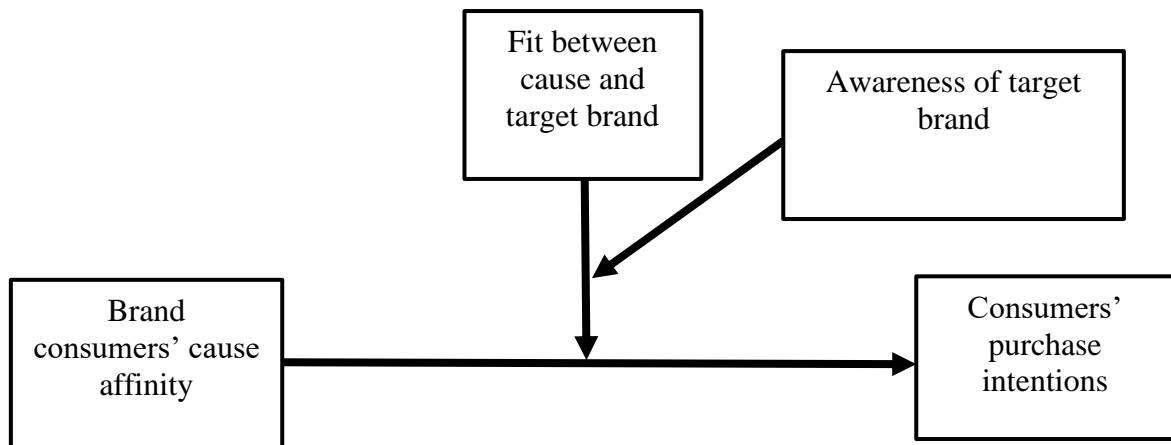 Fit between
cause and
target brand
Awareness of target
brand
Brand
consumers’ cause
affinity
Consumers’
purchase
intentions